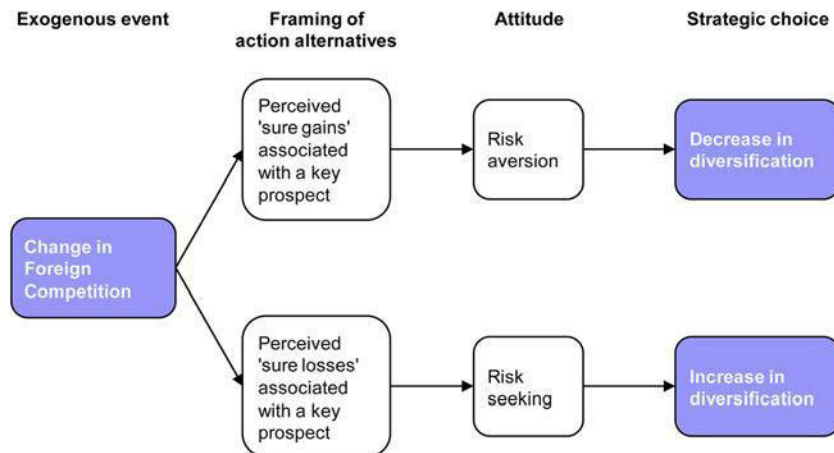 Exogenous event
Framing of
action alternatives
Attitude
Strategic choice
Perceived
'sure gains'
associated
with a key
prospect
Risk
aversion
Decrease in
diversification
Change in
Foreign
Competition
Perceived
'sure losses'
associated
with a key
prospect
Risk
seeking
Increase in
diversification